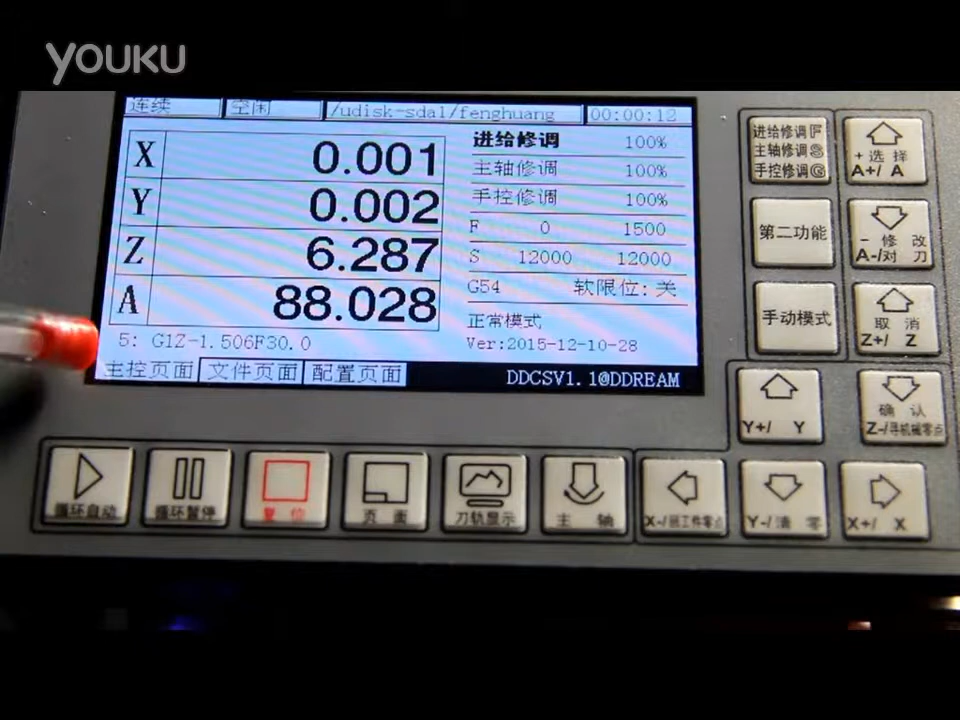 YOUKU
连续 空闲 /udisk-sda1/fenghuang 00:00:12
X 0.001
Y 0.002
Z 6.287
A 88.028
进给修调 100%
主轴修调 100%
手控修调 100%
F 0 1500
S 12000 12000
G54 软限位: 关
正常模式
5: G1Z-1.506F30.0
Ver:2015-12-10-28
主控页面 文件页面 配置页面 DDCSV1.1@DDREAM
进给修调F
主轴修调S
手控修调G
+选择
A+/ A
第二功能
-修改
A-/对刀
手动模式
取消
Z+/ Z
Y+/ Y
确认
Z-/寻机械零点
循环自动
循环暂停
复位
页面
刀轨显示
主轴
X-/回工件零点
Y-/清零
X+/ X